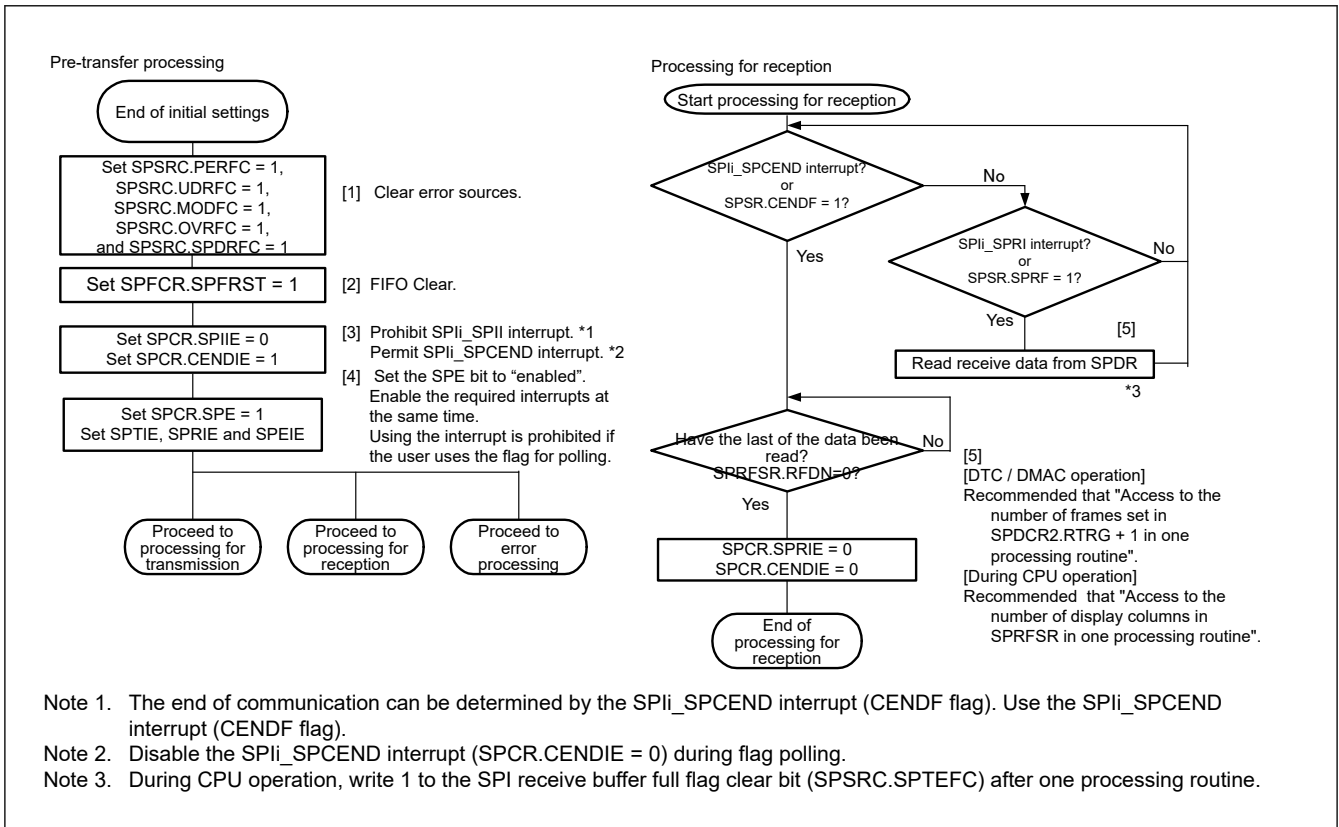 Pre-transfer processing
End of initial settings
Set SPSRC.PERFC = 1,
SPSRC.UDRFC = 1,
SPSRC.MODFC = 1,
SPSRC.OVRFC = 1,
and SPSRC.SPDRFC = 1
[1] Clear error sources.
Set SPFCR.SPFRST = 1
[2] FIFO Clear.
Set SPCR.SPIIE = 0
Set SPCR.CENDIE = 1
[3] Prohibit SPIi_SPII interrupt. *1
Permit SPIi_SPCEND interrupt. *2
[4] Set the SPE bit to “enabled”.
Enable the required interrupts at
the same time.
Using the interrupt is prohibited if
the user uses the flag for polling.
Set SPCR.SPE = 1
Set SPTIE, SPRIE and SPEIE
Proceed to
processing for
transmission
Proceed to
processing for
reception
Proceed to
error
processing
Processing for reception
Start processing for reception
SPIi_SPCEND interrupt?
or
SPSR.CENDF = 1?
No
Yes
SPIi_SPRI interrupt?
or
SPSR.SPRF = 1?
No
Yes
[5]
Read receive data from SPDR
*3
Have the last of the data been
read?
SPRFSR.RFDN=0?
No
Yes
SPCR.SPRIE = 0
SPCR.CENDIE = 0
End of
processing for
reception
[5]
[DTC / DMAC operation]
Recommended that "Access to the
number of frames set in
SPDCR2.RTRG + 1 in one
processing routine".
[During CPU operation]
Recommended that "Access to the
number of display columns in
SPRFSR in one processing routine".
Note 1. The end of communication can be determined by the SPIi_SPCEND interrupt (CENDF flag). Use the SPIi_SPCEND
interrupt (CENDF flag).
Note 2. Disable the SPIi_SPCEND interrupt (SPCR.CENDIE = 0) during flag polling.
Note 3. During CPU operation, write 1 to the SPI receive buffer full flag clear bit (SPSRC.SPTEFC) after one processing routine.